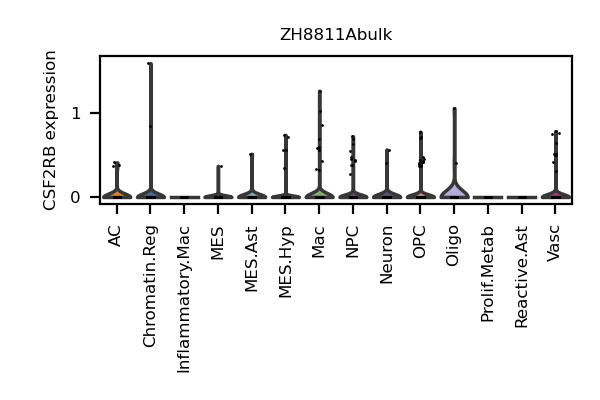 ZH8811Abulk
CSF2RB expression
1
0
AC
Chromatin.Reg
Inflammatory.Mac
MES
MES.Ast
MES.Hyp
Mac
NPC
Neuron
OPC
Oligo
Prolif.Metab
Reactive.Ast
Vasc